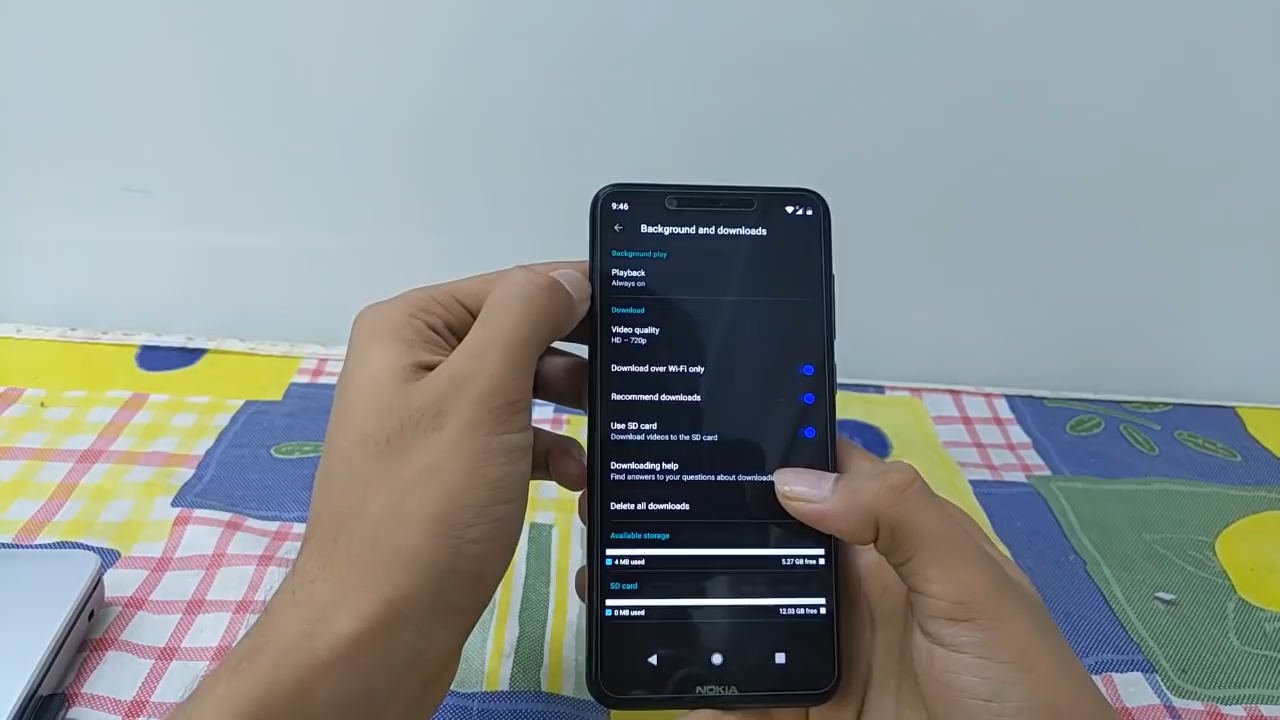 9:46
Background and downloads
Background play
Playback
Always on
Download
Video quality
HD – 720p
Download over Wi-Fi only
Recommend downloads
Use SD card
Download videos to the SD card
Downloading help
Find answers to your questions about downloadi
Delete all downloads
Available storage
4 MB used 5.27 GB free
SD card
0 MB used 12.03 GB free
NOKIA